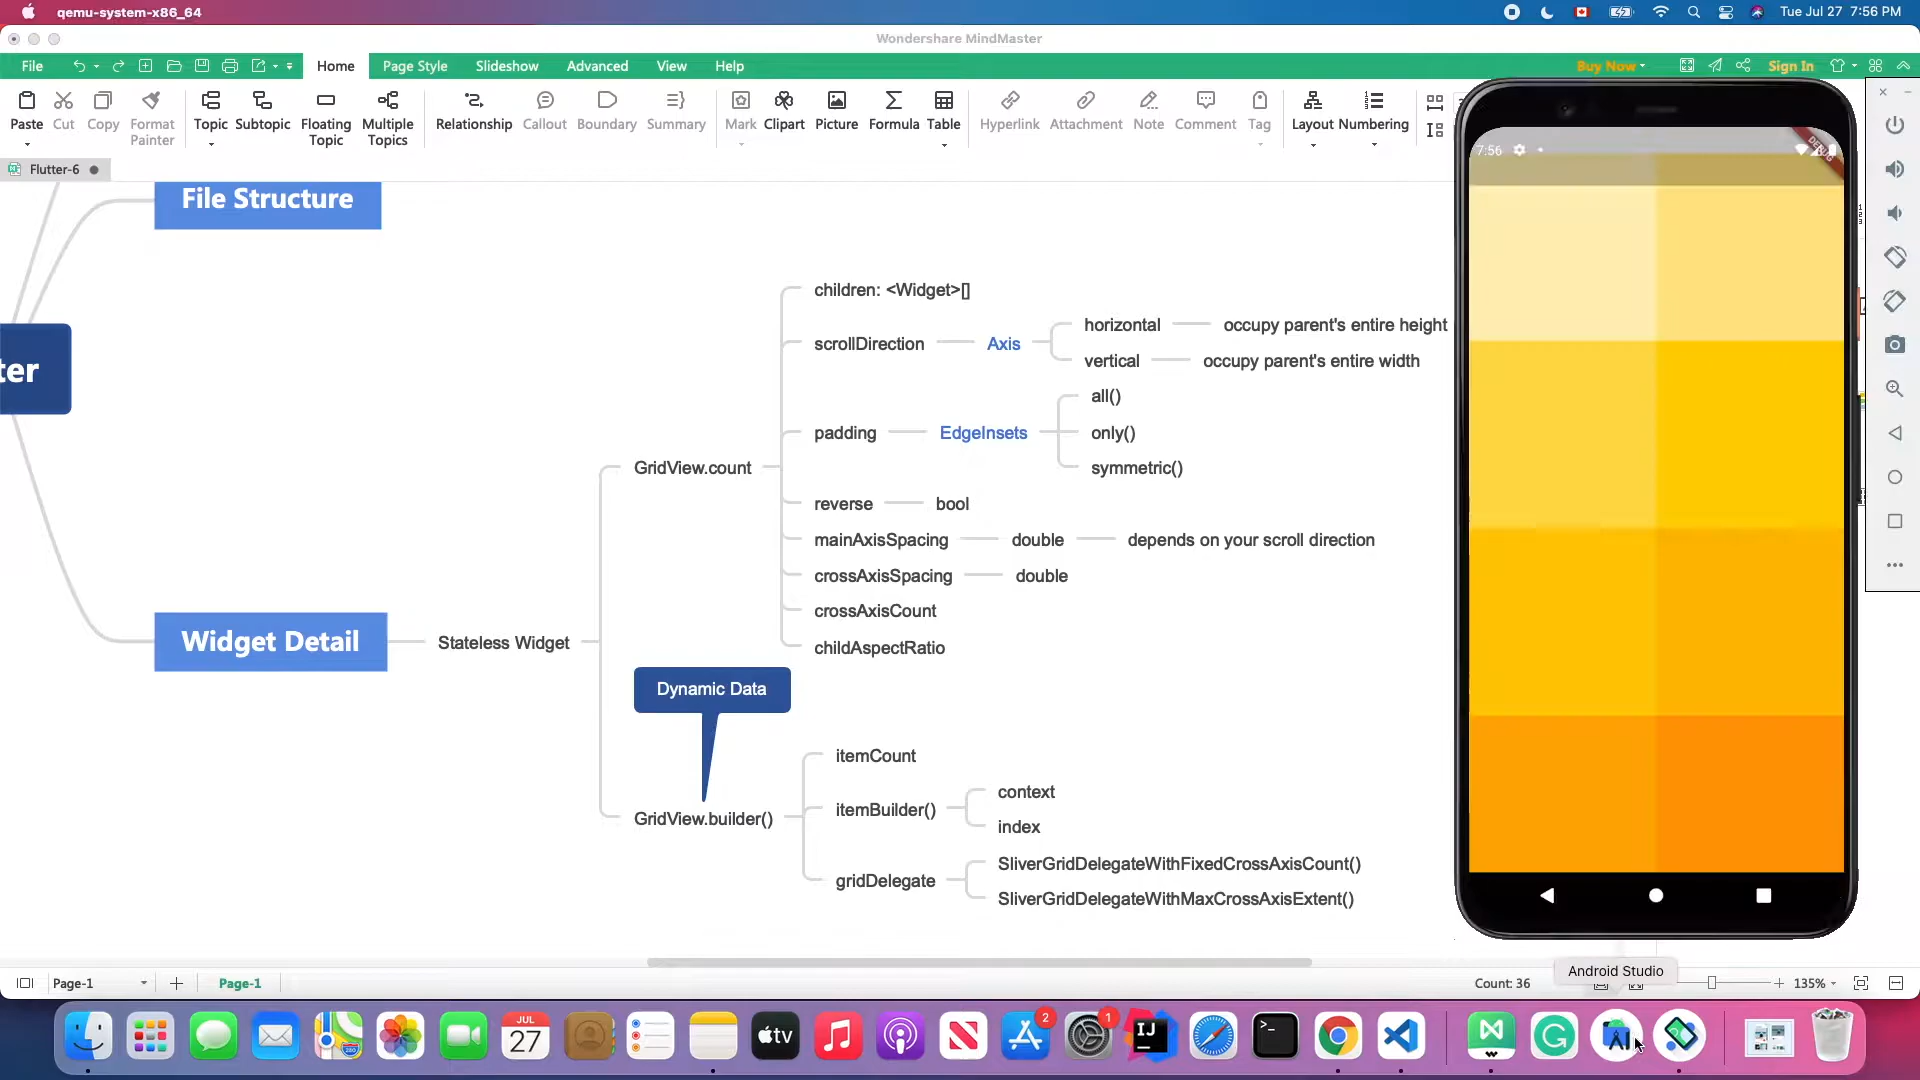 qemu-system-x86_64
Tue Jul 27 7:56 PM
Wondershare MindMaster
File
Home
Page Style
Slideshow
Advanced
View
Help
Buy Now
Sign In
Paste
Cut
Copy
Format
Painter
Topic
Subtopic
Floating
Topic
Multiple
Topics
Relationship
Callout
Boundary
Summary
Mark
Clipart
Picture
Formula
Table
Hyperlink
Attachment
Note
Comment
Tag
Layout
Numbering
Flutter-6
7:56
DEBUG
File Structure
ter
Widget Detail
Stateless Widget
GridView.count
children: <Widget>[]
scrollDirection
Axis
horizontal
occupy parent's entire height
vertical
occupy parent's entire width
padding
EdgeInsets
all()
only()
symmetric()
reverse
bool
mainAxisSpacing
double
depends on your scroll direction
crossAxisSpacing
double
crossAxisCount
childAspectRatio
Dynamic Data
GridView.builder()
itemCount
itemBuilder()
context
index
gridDelegate
SliverGridDelegateWithFixedCrossAxisCount()
SliverGridDelegateWithMaxCrossAxisExtent()
Page-1
Page-1
Count: 36
Android Studio
135%
JUL
27
tv
2
1
IJ